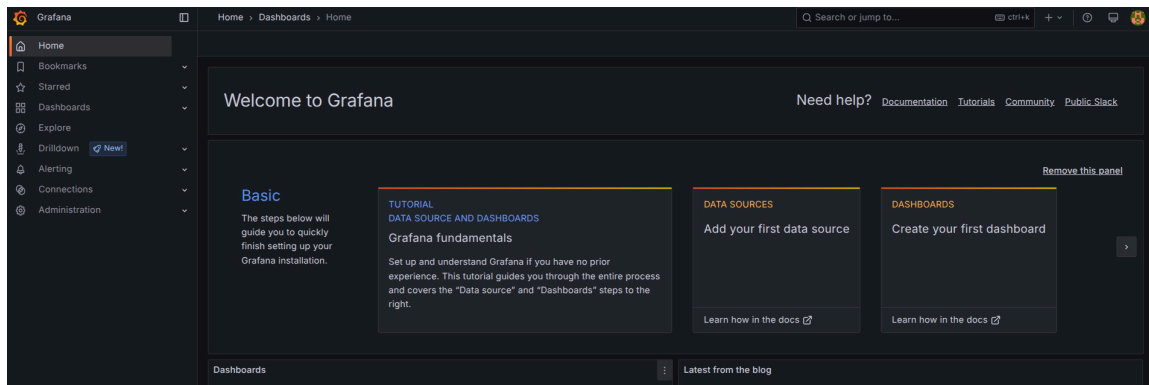 Grafana
Home › Dashboards › Home
Search or jump to...
ctrl+k
Home
Bookmarks
Starred
Dashboards
Explore
Drilldown New!
Alerting
Connections
Administration
Welcome to Grafana
Need help? Documentation Tutorials Community Public Slack
Remove this panel
Basic
The steps below will
guide you to quickly
finish setting up your
Grafana installation.
TUTORIAL
DATA SOURCE AND DASHBOARDS
Grafana fundamentals
Set up and understand Grafana if you have no prior
experience. This tutorial guides you through the entire process
and covers the “Data source” and “Dashboards” steps to the
right.
DATA SOURCES
Add your first data source
Learn how in the docs
DASHBOARDS
Create your first dashboard
Learn how in the docs
Dashboards
Latest from the blog